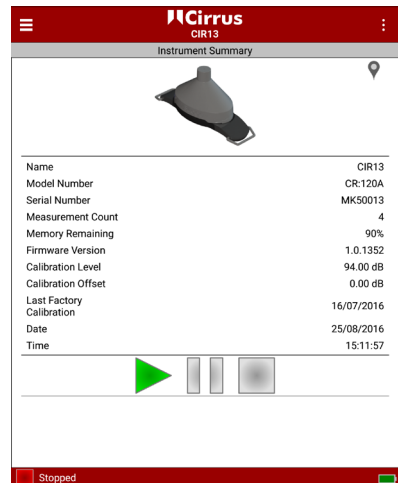 Cirrus
CIR13
Instrument Summary
Name CIR13
Model Number CR:120A
Serial Number MK50013
Measurement Count 4
Memory Remaining 90%
Firmware Version 1.0.1352
Calibration Level 94.00 dB
Calibration Offset 0.00 dB
Last Factory
Calibration 16/07/2016
Date 25/08/2016
Time 15:11:57
Stopped